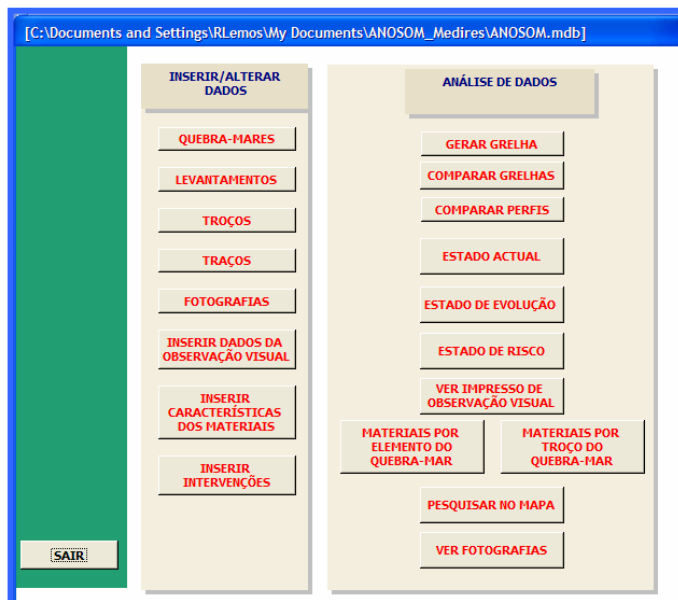 [C:\Documents and Settings\RLemos\My Documents\ANOSOM_Medires\ANOSOM.mdb]
INSERIR/ALTERAR
DADOS
QUEBRA-MARES
LEVANTAMENTOS
TROÇOS
TRAÇOS
FOTOGRAFIAS
INSERIR DADOS DA
OBSERVAÇÃO VISUAL
INSERIR
CARACTERÍSTICAS
DOS MATERIAIS
INSERIR
INTERVENÇÕES
ANÁLISE DE DADOS
GERAR GRELHA
COMPARAR GRELHAS
COMPARAR PERFIS
ESTADO ACTUAL
ESTADO DE EVOLUÇÃO
ESTADO DE RISCO
VER IMPRESSO DE
OBSERVAÇÃO VISUAL
MATERIAIS POR
ELEMENTO DO
QUEBRA-MAR
MATERIAIS POR
TROÇO DO
QUEBRA-MAR
PESQUISAR NO MAPA
VER FOTOGRAFIAS
SAIR